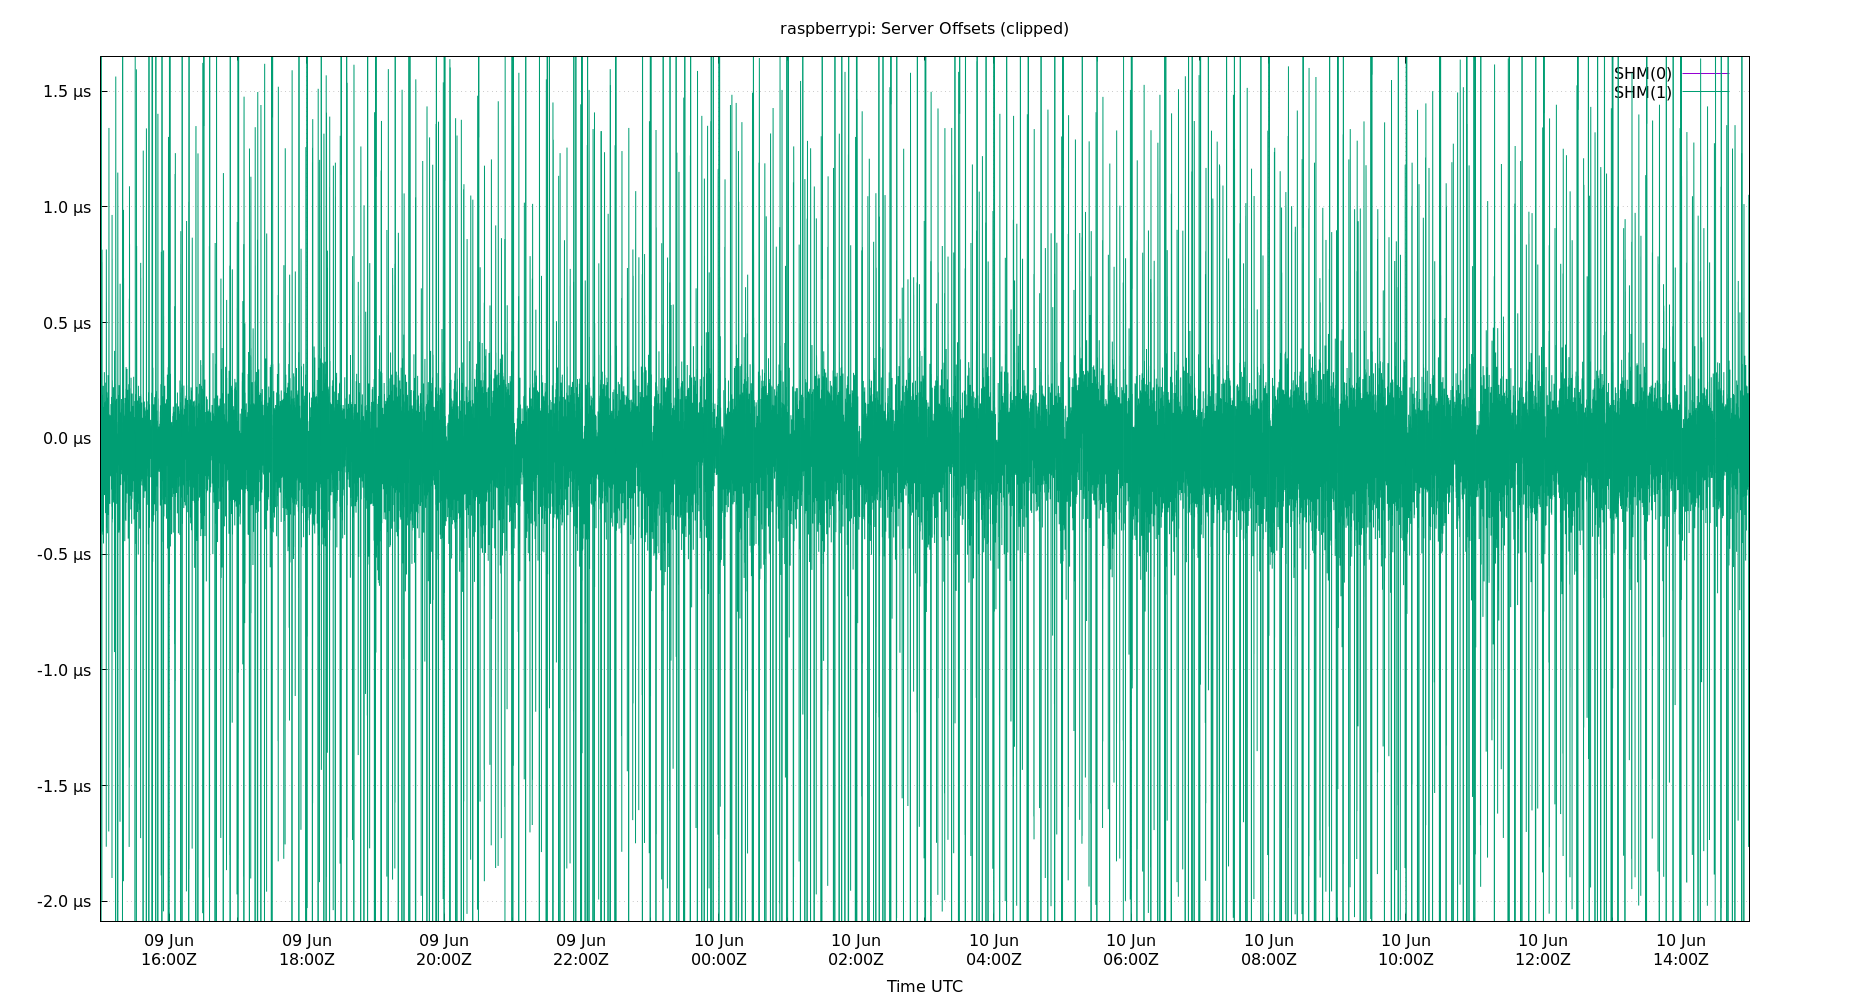 raspberrypi: Server Offsets (clipped)
SHM(0)
SHM(1)
1.5 µs
1.0 µs
0.5 µs
0.0 µs
-0.5 µs
-1.0 µs
-1.5 µs
-2.0 µs
09 Jun 09 Jun 09 Jun 09 Jun 10 Jun 10 Jun 10 Jun 10 Jun 10 Jun 10 Jun 10 Jun 10 Jun
16:00Z 18:00Z 20:00Z 22:00Z 00:00Z 02:00Z 04:00Z 06:00Z 08:00Z 10:00Z 12:00Z 14:00Z
Time UTC